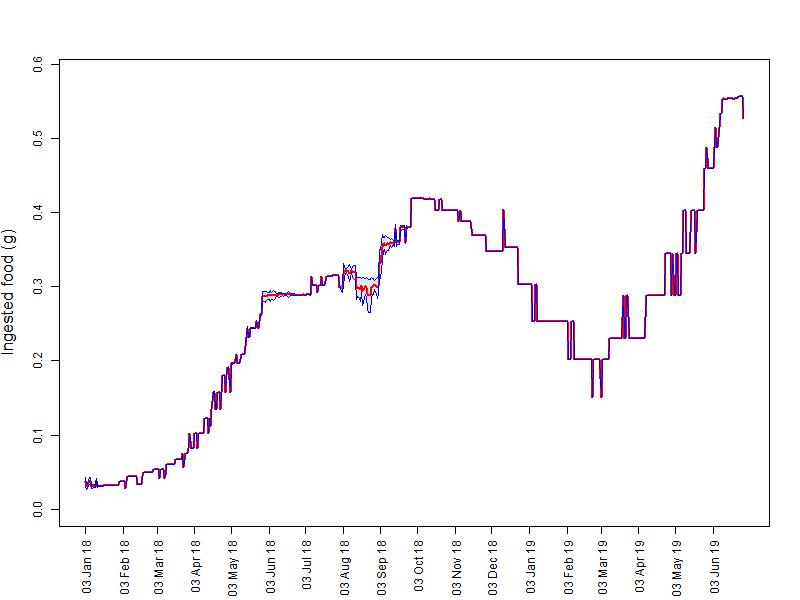 Ingested food (g)
0.6
0.5
0.4
0.3
0.2
0.1
0.0
03 Jan 18
03 Feb 18
03 Mar 18
03 Apr 18
03 May 18
03 Jun 18
03 Jul 18
03 Aug 18
03 Sep 18
03 Oct 18
03 Nov 18
03 Dec 18
03 Jan 19
03 Feb 19
03 Mar 19
03 Apr 19
03 May 19
03 Jun 19